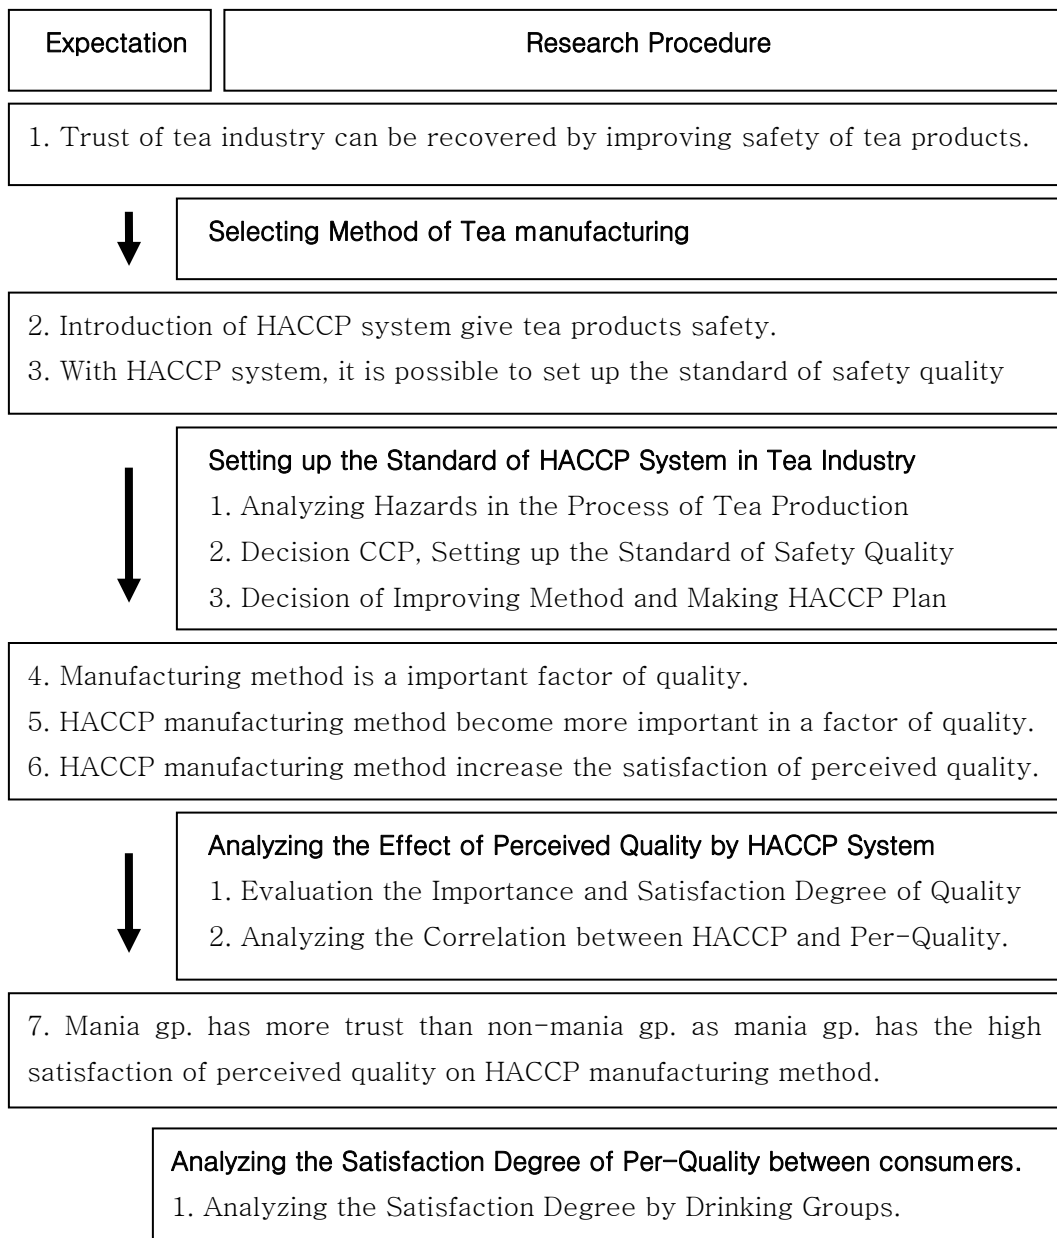 Expectation
Research Procedure
1. Trust of tea industry can be recovered by improving safety of tea products.
Selecting Method of Tea manufacturing
2. Introduction of HACCP system give tea products safety.
3. With HACCP system, it is possible to set up the standard of safety quality
Setting up the Standard of HACCP System in Tea Industry
1. Analyzing Hazards in the Process of Tea Production
2. Decision CCP, Setting up the Standard of Safety Quality
3. Decision of Improving Method and Making HACCP Plan
4. Manufacturing method is a important factor of quality.
5. HACCP manufacturing method become more important in a factor of quality.
6. HACCP manufacturing method increase the satisfaction of perceived quality.
Analyzing the Effect of Perceived Quality by HACCP System
1. Evaluation the Importance and Satisfaction Degree of Quality
2. Analyzing the Correlation between HACCP and Per-Quality.
7. Mania gp. has more trust than non-mania gp. as mania gp. has the high
satisfaction of perceived quality on HACCP manufacturing method.
Analyzing the Satisfaction Degree of Per-Quality between consumers.
1. Analyzing the Satisfaction Degree by Drinking Groups.